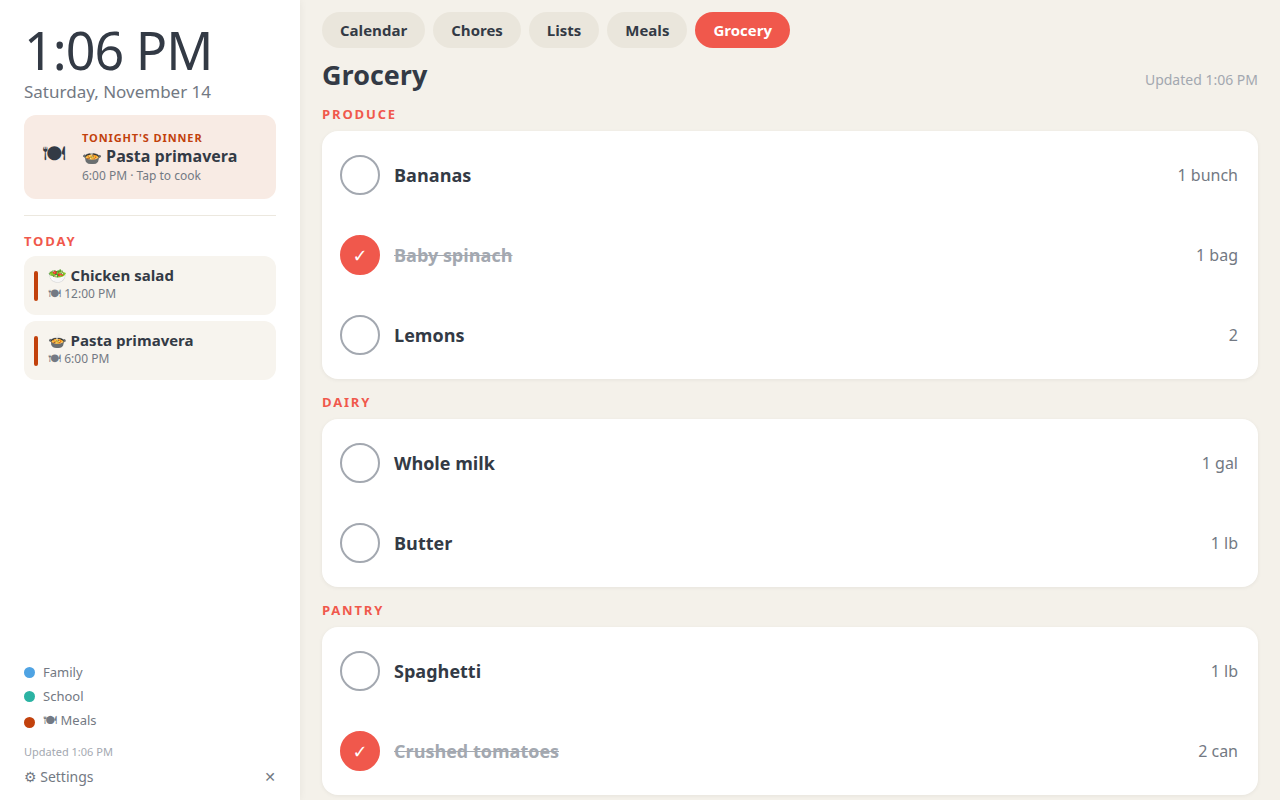 1:06 PM
Saturday, November 14
TONIGHT'S DINNER
🍲 Pasta primavera
6:00 PM · Tap to cook
TODAY
🥗 Chicken salad
🍽 12:00 PM
🍲 Pasta primavera
🍽 6:00 PM
Family
School
🍽 Meals
Updated 1:06 PM
⚙ Settings ✕
Calendar Chores Lists Meals Grocery
Grocery Updated 1:06 PM
PRODUCE
Bananas 1 bunch
✓ Baby spinach 1 bag
Lemons 2
DAIRY
Whole milk 1 gal
Butter 1 lb
PANTRY
Spaghetti 1 lb
✓ Crushed tomatoes 2 can